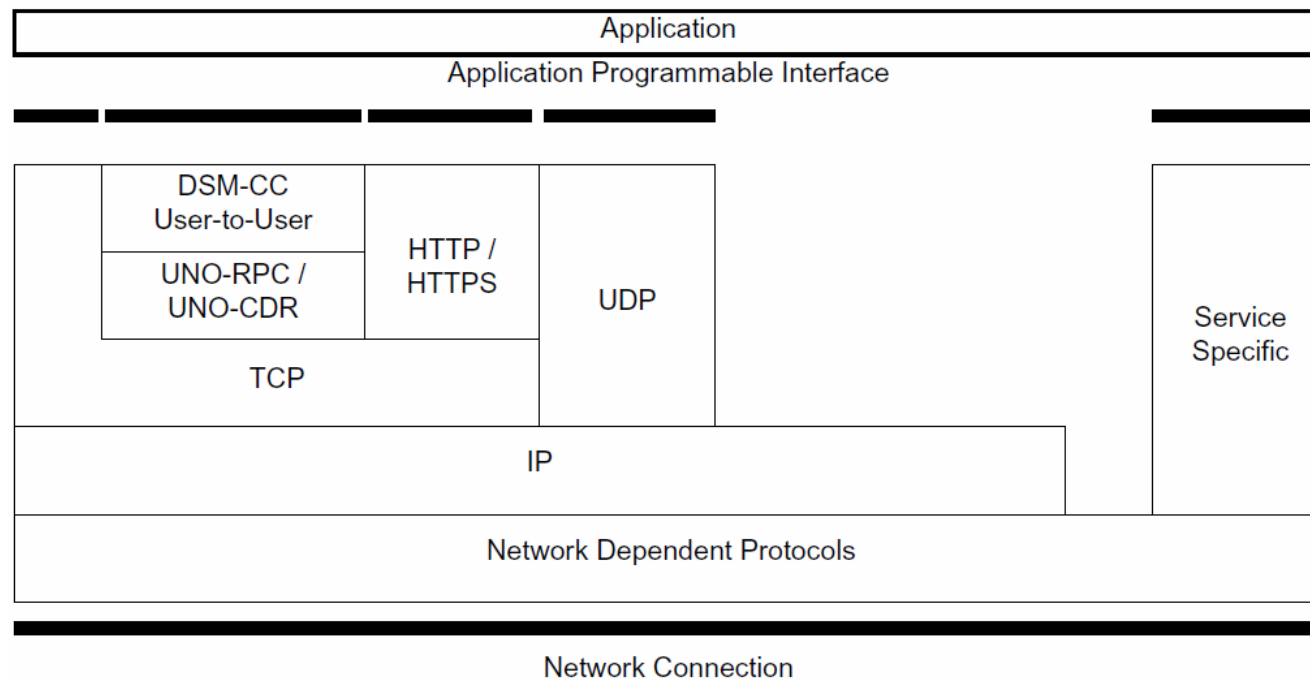 Application
Application Programmable Interface
DSM-CC
User-to-User
UNO-RPC /
UNO-CDR
HTTP /
HTTPS
UDP
Service
Specific
TCP
IP
Network Dependent Protocols
Network Connection